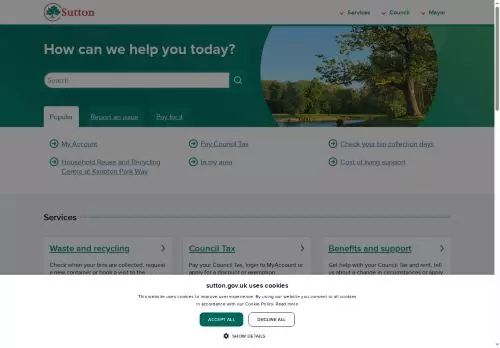 Sutton
Services
Council
Mayor
How can we help you today?
Search
Popular
Report an issue
Pay for it
My Account
Pay Council Tax
Check your bin collection days
Household Reuse and Recycling
Centre at Kimpton Park Way
In my area
Cost of living support
Services
Waste and recycling
Council Tax
Benefits and support
Check when your bins are collected, request
a new container or book a visit to the
Pay your Council Tax, login to MyAccount or
apply for a discount or exemption
Get help with your Council Tax and rent, tell
us about a change in circumstances or apply
sutton.gov.uk uses cookies
This website uses cookies to improve user experience. By using our website you consent to all cookies
in accordance with our Cookie Policy. Read more
ACCEPT ALL
DECLINE ALL
SHOW DETAILS